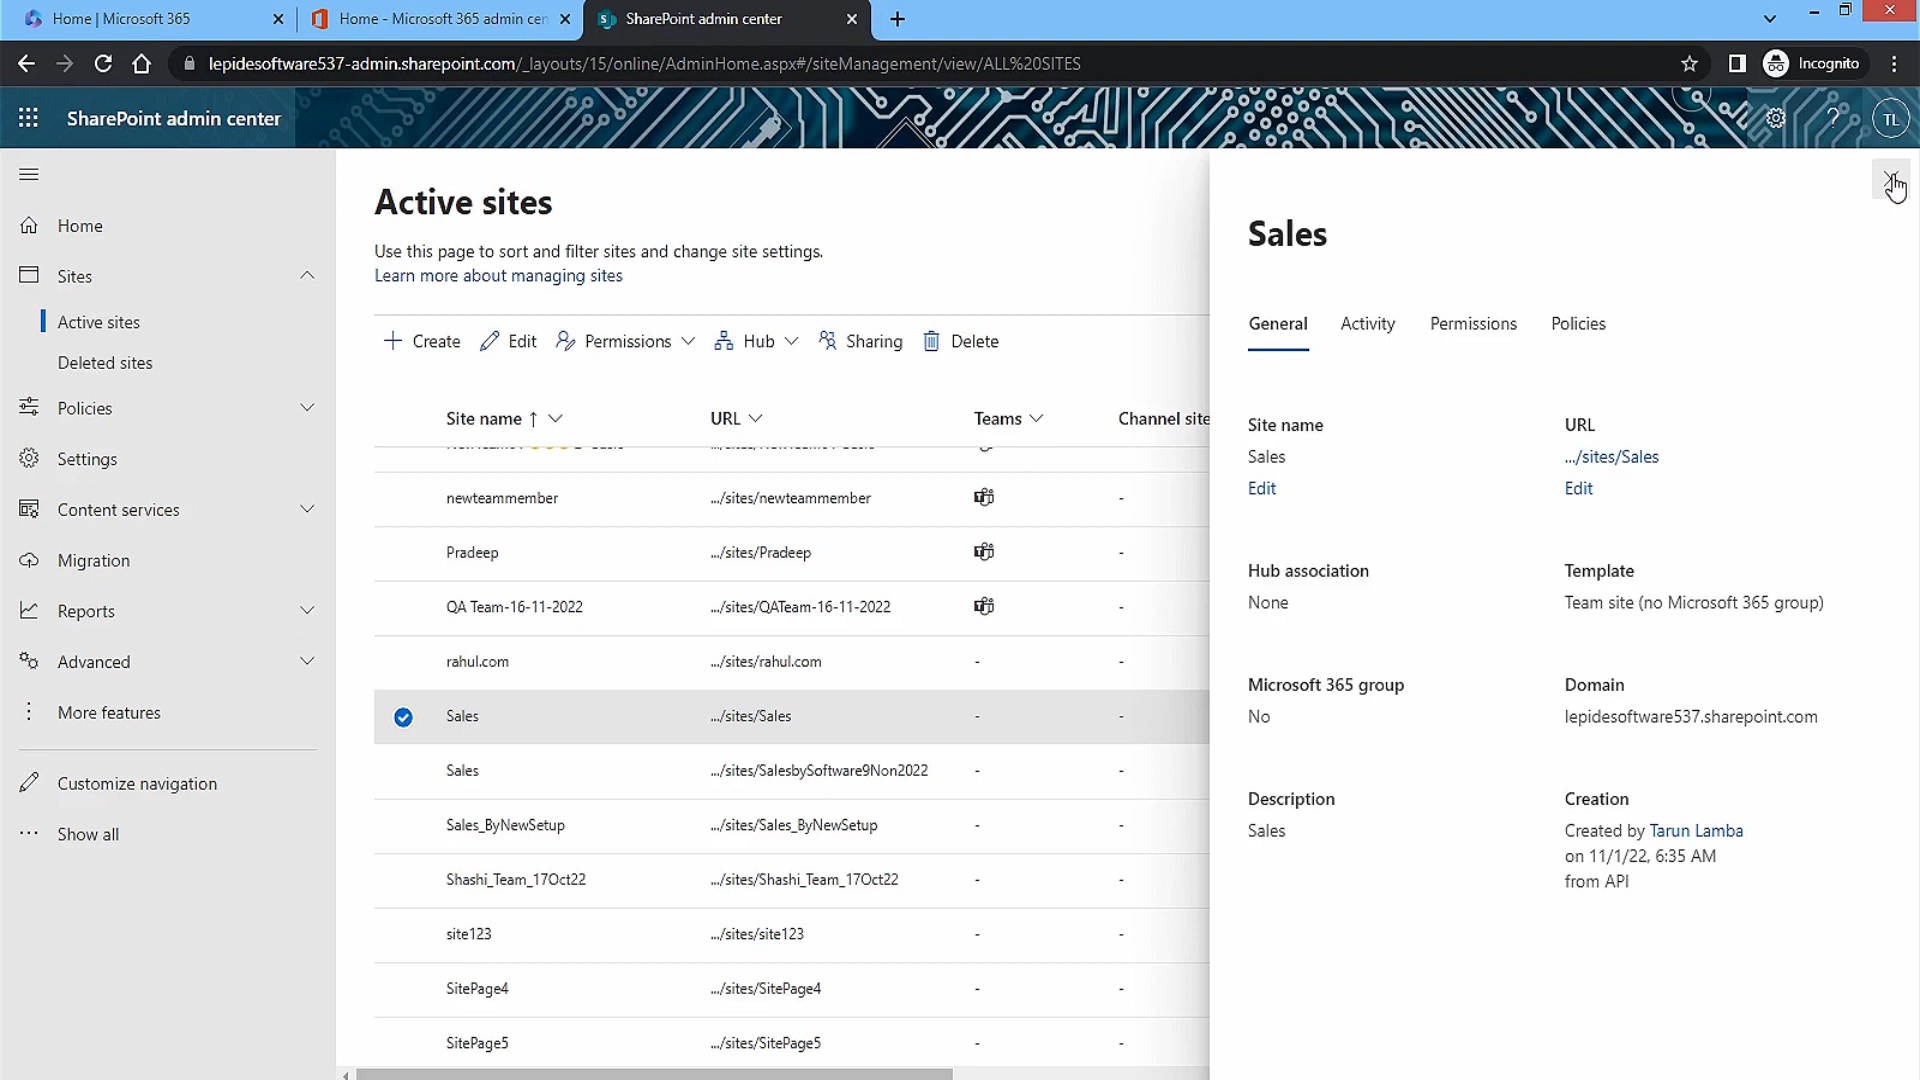 Home | Microsoft 365
Home - Microsoft 365 admin cen
SharePoint admin center
lepidesoftware537-admin.sharepoint.com/_layouts/15/online/AdminHome.aspx#/siteManagement/view/ALL%20SITES
Incognito
SharePoint admin center
TL
Home
Sites
Active sites
Deleted sites
Policies
Settings
Content services
Migration
Reports
Advanced
More features
Customize navigation
Show all
Active sites
Use this page to sort and filter sites and change site settings.
Learn more about managing sites
Create Edit Permissions Hub Sharing Delete
Site name ↑ URL Teams Channel site
newteammember .../sites/newteammember -
Pradeep .../sites/Pradeep -
QA Team-16-11-2022 .../sites/QATeam-16-11-2022 -
rahul.com .../sites/rahul.com - -
Sales .../sites/Sales - -
Sales .../sites/SalesbySoftware9Non2022 - -
Sales_ByNewSetup .../sites/Sales_ByNewSetup - -
Shashi_Team_17Oct22 .../sites/Shashi_Team_17Oct22 - -
site123 .../sites/site123 - -
SitePage4 .../sites/SitePage4 - -
SitePage5 .../sites/SitePage5 - -
Sales
General Activity Permissions Policies
Site name URL
Sales .../sites/Sales
Edit Edit
Hub association Template
None Team site (no Microsoft 365 group)
Microsoft 365 group Domain
No lepidesoftware537.sharepoint.com
Description Creation
Sales Created by Tarun Lamba
on 11/1/22, 6:35 AM
from API